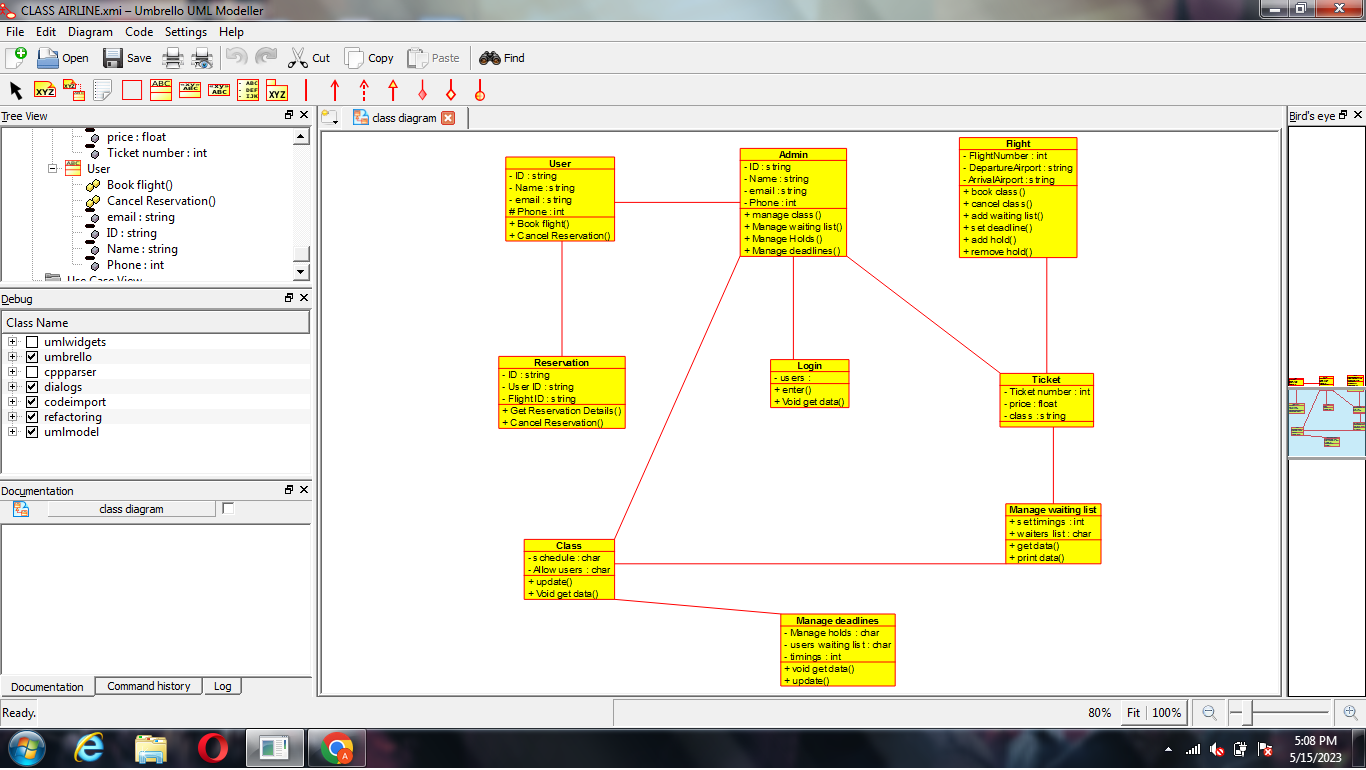 CLASS AIRLINE.xmi – Umbrello UML Modeller
File Edit Diagram Code Settings Help
Open Save Cut Copy Paste Find
Tree View
price : float
Ticket number : int
User
Book flight()
Cancel Reservation()
email : string
ID : string
Name : string
Phone : int
Debug
Class Name
umlwidgets
umbrello
cppparser
dialogs
codeimport
refactoring
umlmodel
Documentation
class diagram
Documentation Command history Log
Ready.
class diagram
User
- ID : string
- Name : string
- email : string
# Phone : int
+ Book flight()
+ Cancel Reservation()
Admin
- ID : string
- Name : string
- email : string
- Phone : int
+ manage class()
+ Manage waiting list()
+ Manage Holds()
+ Manage deadlines()
Flight
- FlightNumber : int
- DepartureAirport : string
- ArrivalAirport : string
+ book class()
+ cancel class()
+ add waiting list()
+ set deadline()
+ add hold()
+ remove hold()
Reservation
- ID : string
- User ID : string
- Flight ID : string
+ Get Reservation Details()
+ Cancel Reservation()
Login
- users :
+ enter()
+ Void get data()
Ticket
- Ticket number : int
- price : float
- class : string
Manage waiting list
+ set timings : int
+ waiters list : char
+ get data()
+ print data()
Class
- schedule : char
- Allow users : char
+ update()
+ Void get data()
Manage deadlines
- Manage holds : char
- users waiting list : char
- timings : int
+ void get data()
+ update()
Bird's eye
80% Fit 100%
5:08 PM
5/15/2023